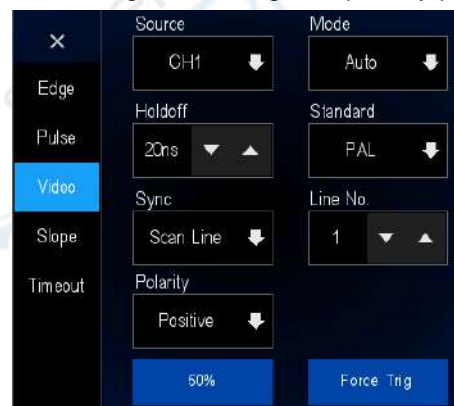 Source Mode
×
CH1 Auto
Edge
Holdoff Standard
Pulse
20ns PAL
Video
Sync Line No.
Slope
Scan Line 1
Timeout
Polarity
Positive
50% Force Trig